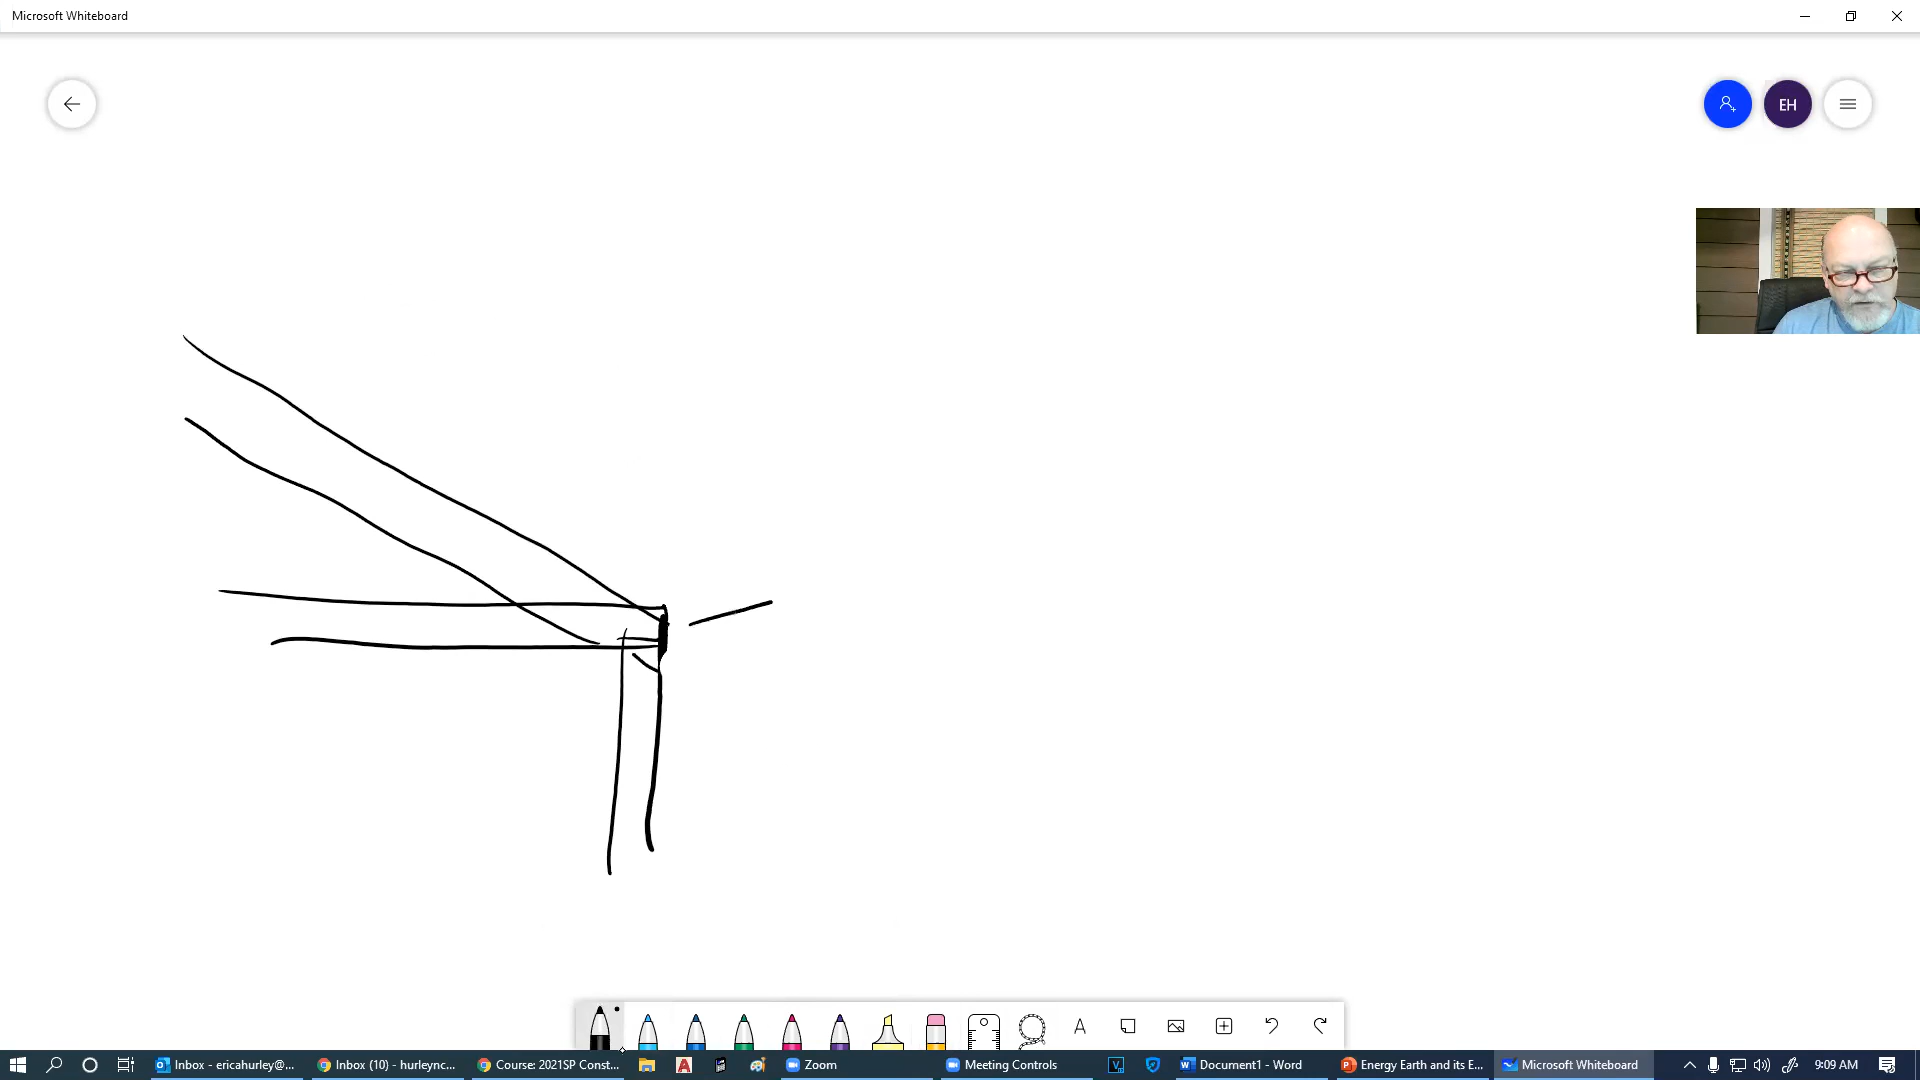 Microsoft Whiteboard
EH
A
Inbox - ericahurley@...
Inbox (10) - hurleync...
Course: 2021SP Const...
Zoom
Meeting Controls
Document1 - Word
Energy Earth and its E...
Microsoft Whiteboard
9:09 AM